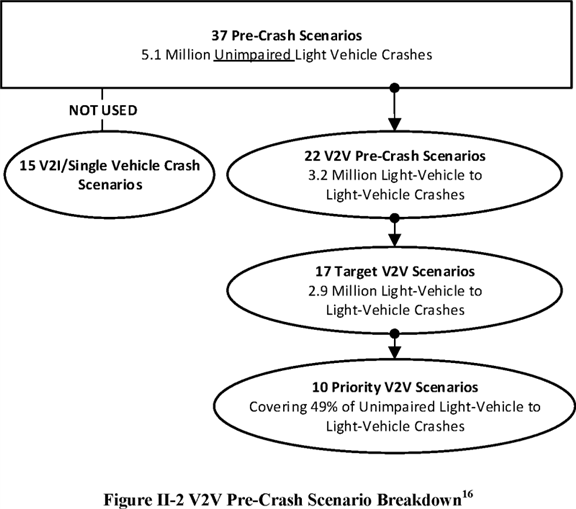 37 Pre-Crash Scenarios
5.1 Million Unimpaired Light Vehicle Crashes
NOT USED
15 V2I/Single Vehicle Crash
Scenarios
22 V2V Pre-Crash Scenarios
3.2 Million Light-Vehicle to
Light-Vehicle Crashes
17 Target V2V Scenarios
2.9 Million Light-Vehicle to
Light-Vehicle Crashes
10 Priority V2V Scenarios
Covering 49% of Unimpaired Light-Vehicle to
Light-Vehicle Crashes
Figure II-2 V2V Pre-Crash Scenario Breakdown16